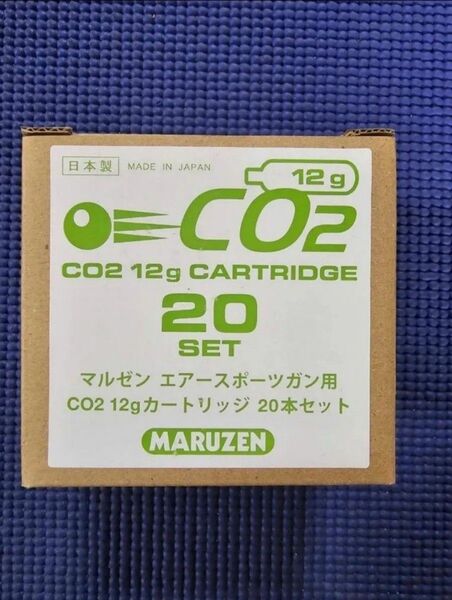 日本製 MADE IN JAPAN
12g
CO2
CO2 12g CARTRIDGE
20
SET
マルゼン エアースポーツガン用
CO2 12gカートリッジ 20本セット
MARUZEN